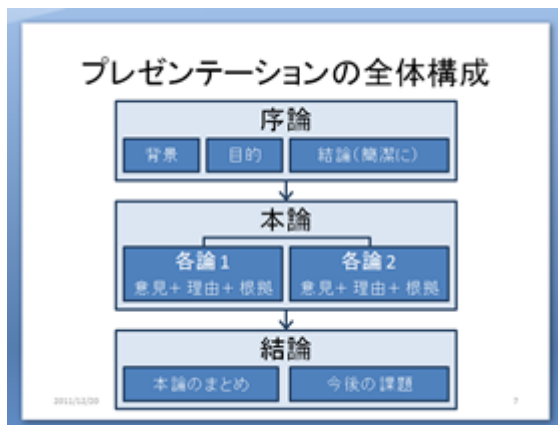 プレゼンテーションの全体構成
序論
背景 目的 結論(簡潔に)
本論
各論1 各論2
意見+理由+根拠 意見+理由+根拠
結論
本論のまとめ 今後の課題
2011/12/20 7